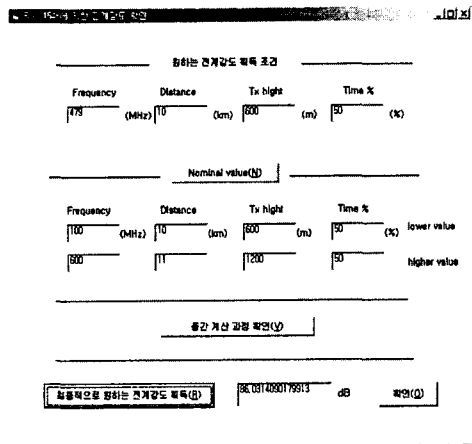 원하는 전계강도 획득 조건
Frequency Distance Tx hight Time %
479 (MHz) 10 (km) 600 (m) 50 (%)
Nominal value(N)
Frequency Distance Tx hight Time %
100 (MHz) 10 (km) 600 (m) 50 (%) lower value
600 11 1200 50 higher value
중간 계산 과정 확인(V)
최종적으로 원하는 전계강도 획득(R) 86,0314090179913 dB 확인(O)